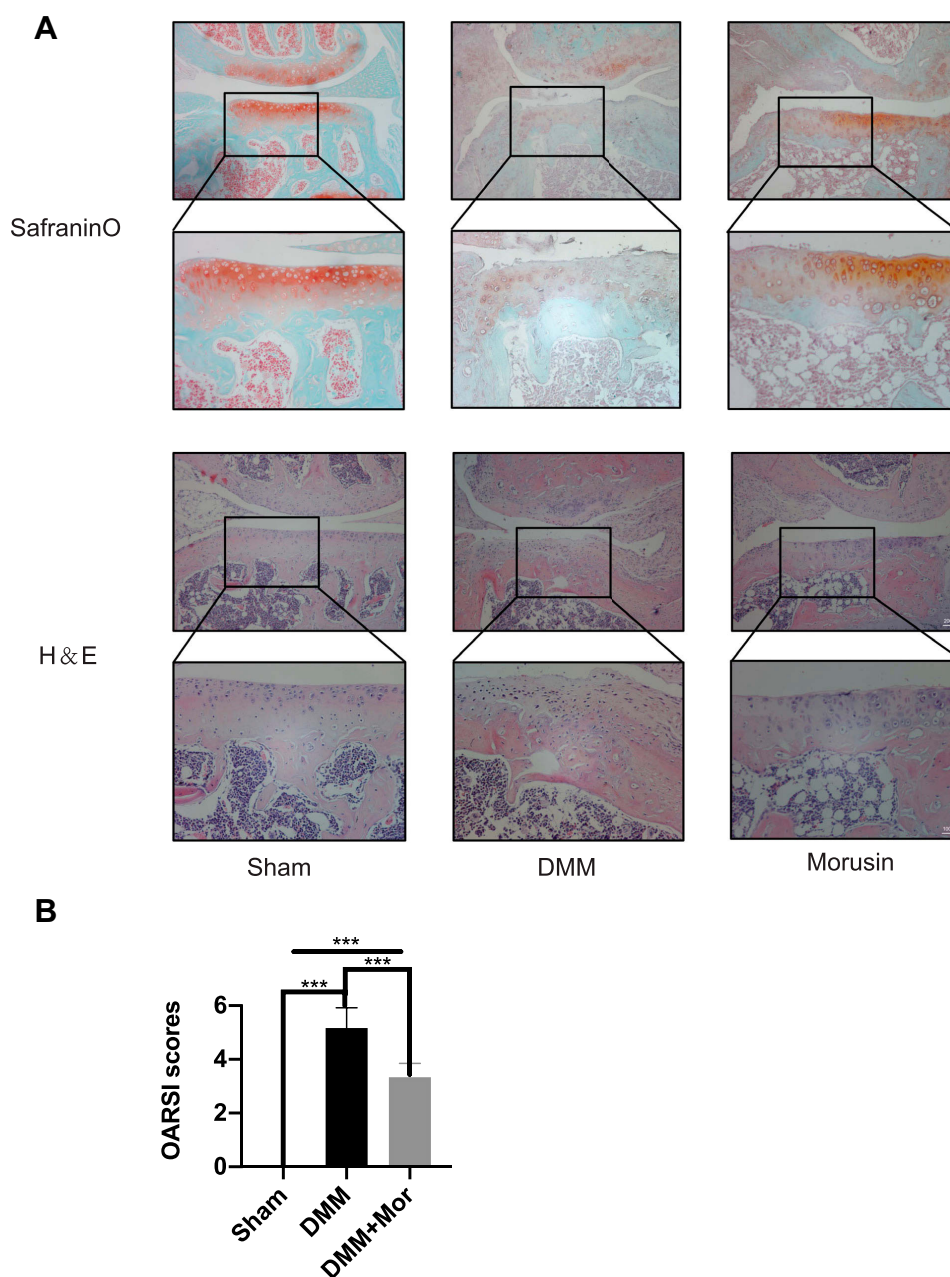 A
SafraninO
H&E
Sham
DMM
Morusin
B
***
***
***
OARSI scores
6
4
2
0
Sham
DMM
DMM+Mor